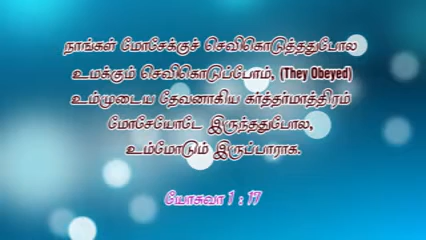 நாங்கள் மோசேக்குச் செவிகொடுத்ததுபோல
உமக்கும் செவிகொடுப்போம், (They Obeyed)
உம்முடைய தேவனாகிய கர்த்தர்மாத்திரம்
மோசேயோடே இருந்ததுபோல,
உம்மோடும் இருப்பாராக.
யோசுவா 1 : 17